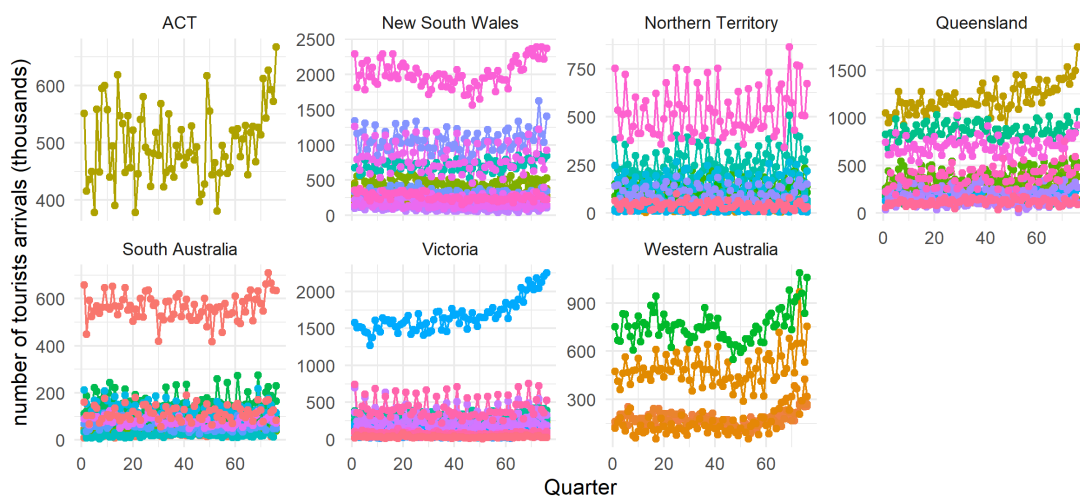 ACT
New South Wales
Northern Territory
Queensland
600
500
400
2500
2000
1500
1000
500
0
750
500
250
0
1500
1000
500
0
0 20 40 60
South Australia
Victoria
Western Australia
600
400
200
0
2000
1500
1000
500
0
900
600
300
0 20 40 60
0 20 40 60
0 20 40 60
number of tourists arrivals (thousands)
Quarter